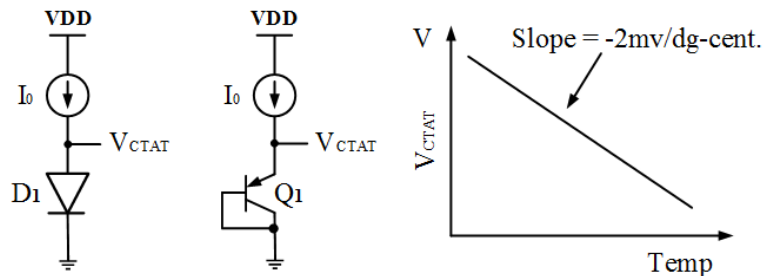 VDD
I0
VCTAT
D1
VDD
I0
VCTAT
Q1
V
Slope = -2mv/dg-cent.
VCTAT
Temp